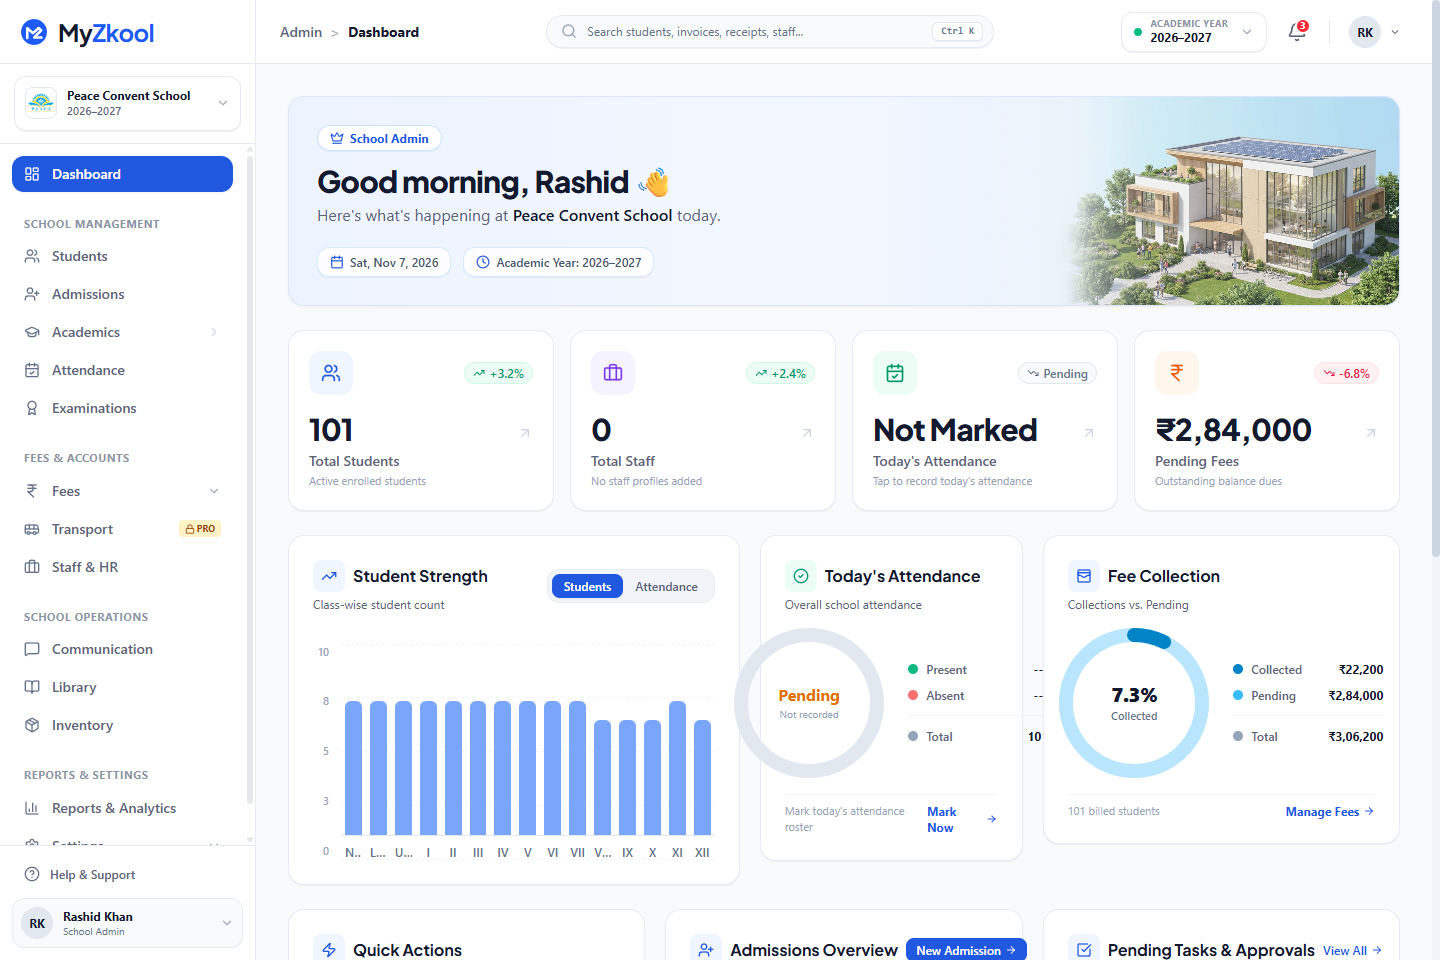 MyZkool
Admin > Dashboard
Search students, invoices, receipts, staff...
Ctrl K
ACADEMIC YEAR
2026–2027
3
RK
Peace Convent School
2026–2027
PEACE
Dashboard
SCHOOL MANAGEMENT
Students
Admissions
Academics
Attendance
Examinations
FEES & ACCOUNTS
Fees
Transport
PRO
Staff & HR
SCHOOL OPERATIONS
Communication
Library
Inventory
REPORTS & SETTINGS
Reports & Analytics
Settings
Help & Support
RK
Rashid Khan
School Admin
School Admin
Good morning, Rashid 👋
Here's what's happening at Peace Convent School today.
Sat, Nov 7, 2026
Academic Year: 2026–2027
+3.2%
101
Total Students
Active enrolled students
+2.4%
0
Total Staff
No staff profiles added
Pending
Not Marked
Today's Attendance
Tap to record today's attendance
₹
-6.8%
₹2,84,000
Pending Fees
Outstanding balance dues
Student Strength
Class-wise student count
Students
Attendance
10
8
5
3
0
N.. L... U... I II III IV V VI VII V... IX X XI XII
Today's Attendance
Overall school attendance
Pending
Not recorded
Present --
Absent --
Total 10
Mark today's attendance
roster
Mark
Now
Fee Collection
Collections vs. Pending
7.3%
Collected
Collected ₹22,200
Pending ₹2,84,000
Total ₹3,06,200
101 billed students
Manage Fees
Quick Actions
Admissions Overview
New Admission
Pending Tasks & Approvals
View All